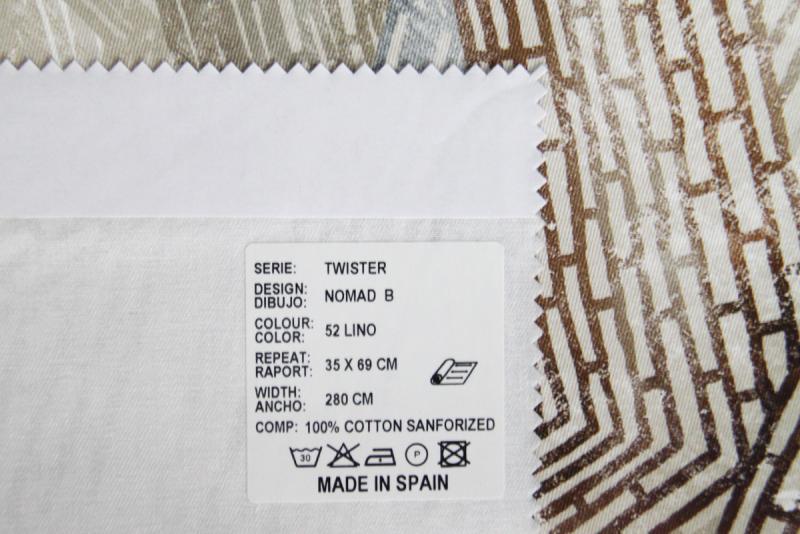 SERIE: TWISTER
DESIGN:
DIBUJO: NOMAD B
COLOUR:
COLOR: 52 LINO
REPEAT:
RAPORT: 35 X 69 CM
WIDTH:
ANCHO: 280 CM
COMP: 100% COTTON SANFORIZED
30 P
MADE IN SPAIN